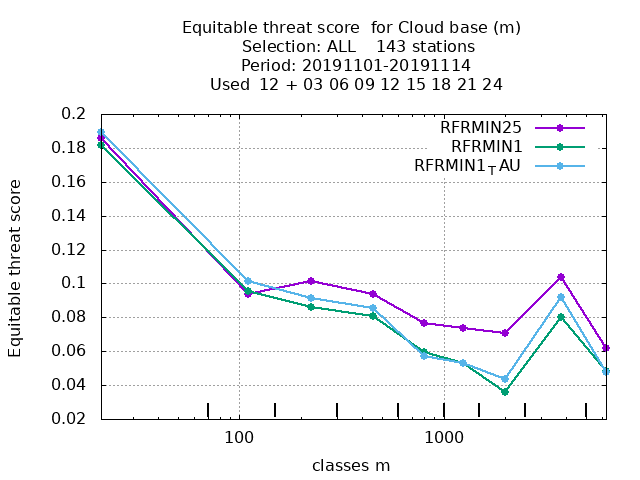 Equitable threat score  for Cloud base (m)
Selection: ALL    143 stations
Period: 20191101-20191114
Used  12 + 03 06 09 12 15 18 21 24
RFRMIN25
RFRMIN1
RFRMIN1TAU
0.2
0.18
0.16
0.14
0.12
0.1
0.08
0.06
0.04
0.02
Equitable threat score
100
1000
classes m